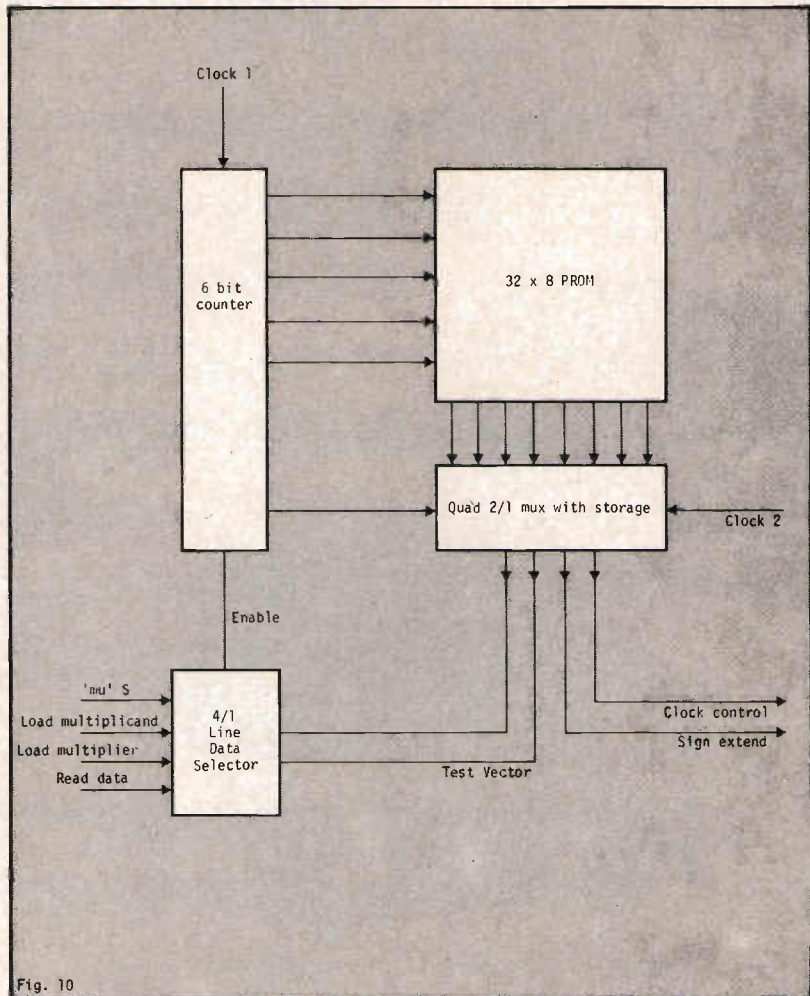 Clock 1
6 bit
counter
32 x 8 PROM
Quad 2/1 mux with storage
Clock 2
Enable
'mu' S
Load multiplicand
Load multiplier
Read data
4/1
Line
Data
Selector
Clock control
Sign extend
Test Vector
Fig. 10